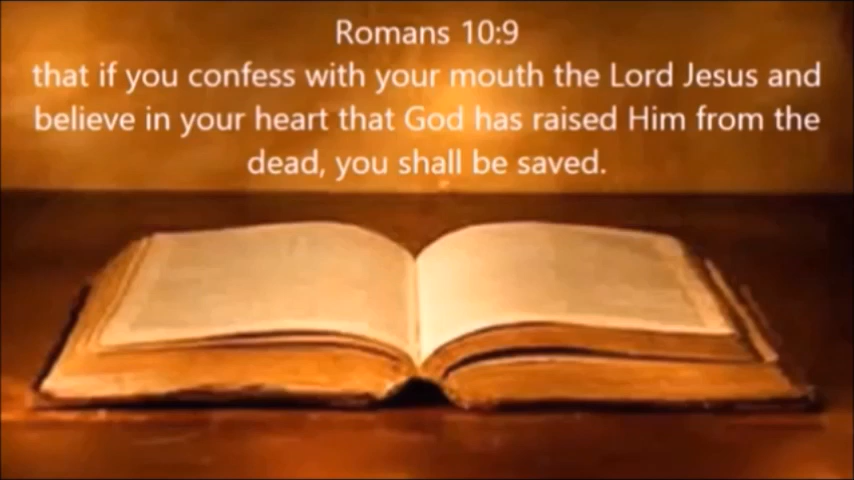 Romans 10:9
that if you confess with your mouth the Lord Jesus and
believe in your heart that God has raised Him from the
dead, you shall be saved.